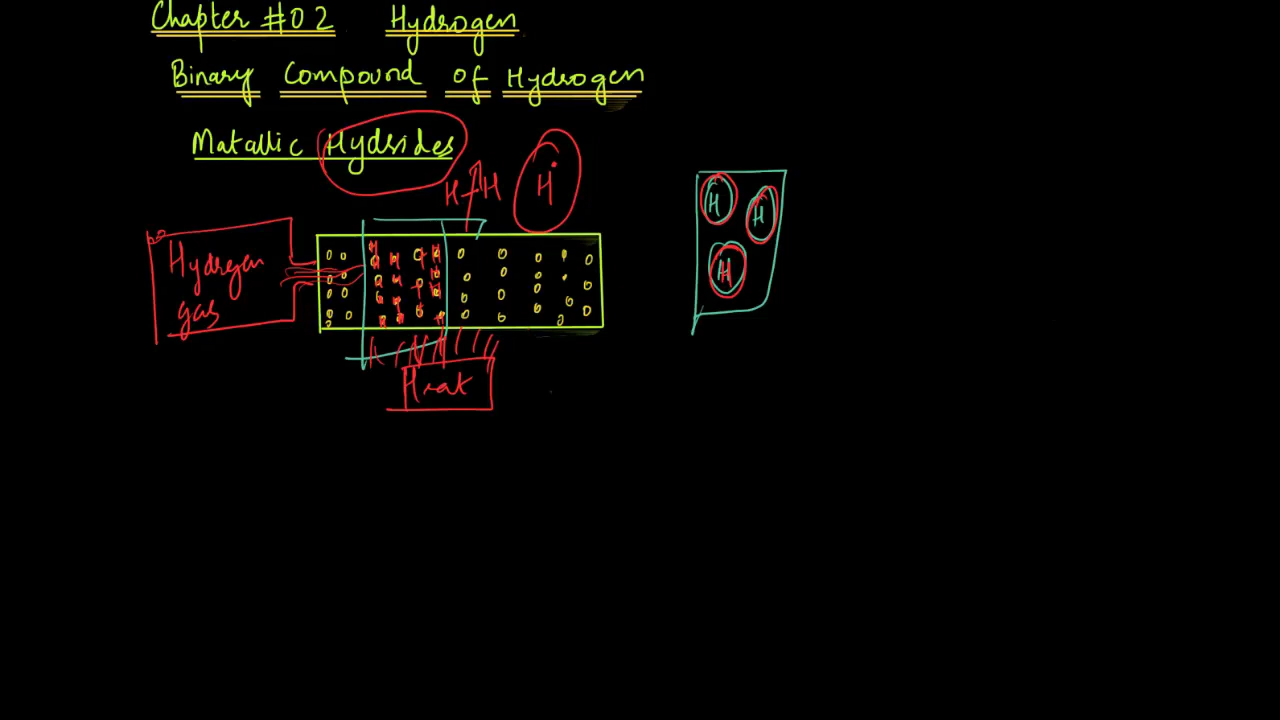 Chapter #02 Hydrogen
Binary Compound of Hydrogen
Matallic Hydrides
H-H H
H H
H
Hydrogen
gas
Heat